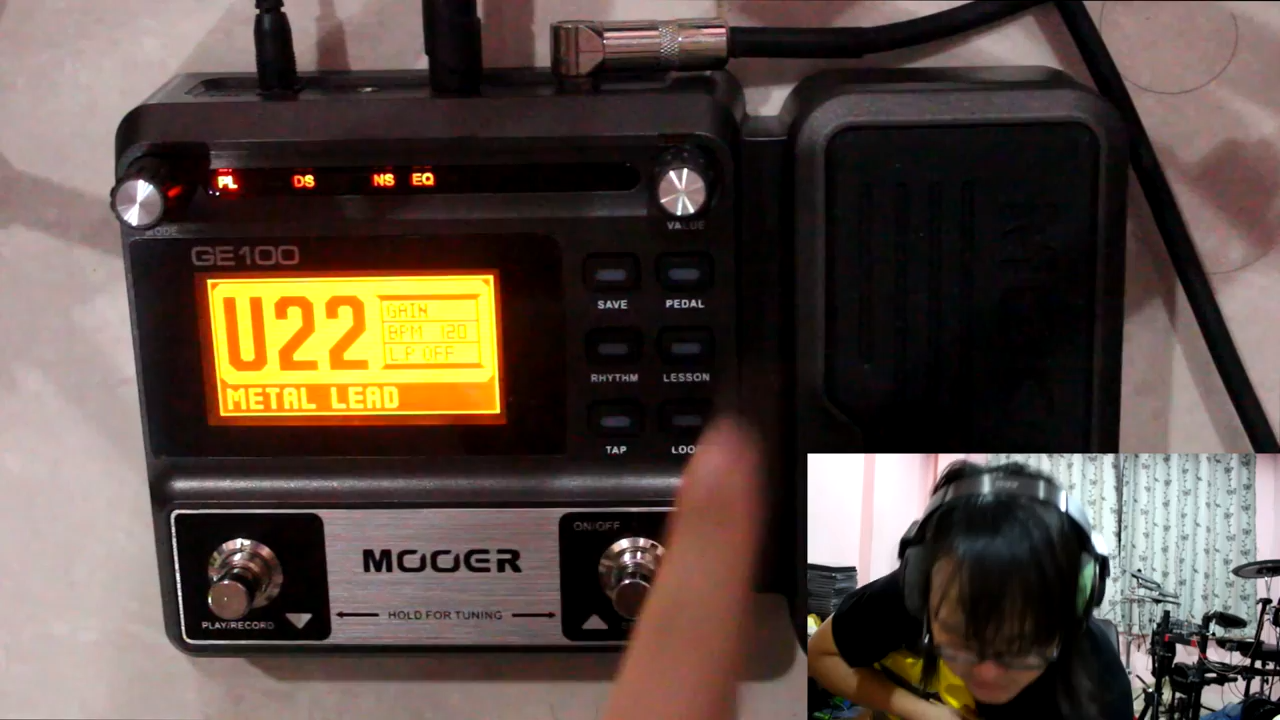 PL DS NS EQ
MODE
VALUE
GE100
U22
GAIN
BPM 120
L.P OFF
METAL LEAD
SAVE PEDAL
RHYTHM LESSON
TAP
ON/OFF
MOOER
PLAY/RECORD
HOLD FOR TUNING